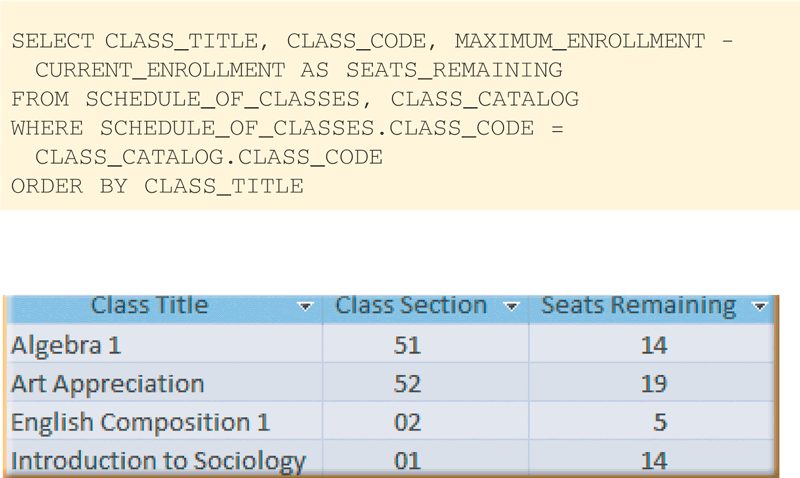 SELECT CLASS_TITLE, CLASS_CODE, MAXIMUM_ENROLLMENT -
CURRENT_ENROLLMENT AS SEATS_REMAINING
FROM SCHEDULE_OF_CLASSES, CLASS_CATALOG
WHERE SCHEDULE_OF_CLASSES.CLASS_CODE =
CLASS_CATALOG.CLASS_CODE
ORDER BY CLASS_TITLE
Class Title Class Section Seats Remaining
Algebra 1 51 14
Art Appreciation 52 19
English Composition 1 02 5
Introduction to Sociology 01 14